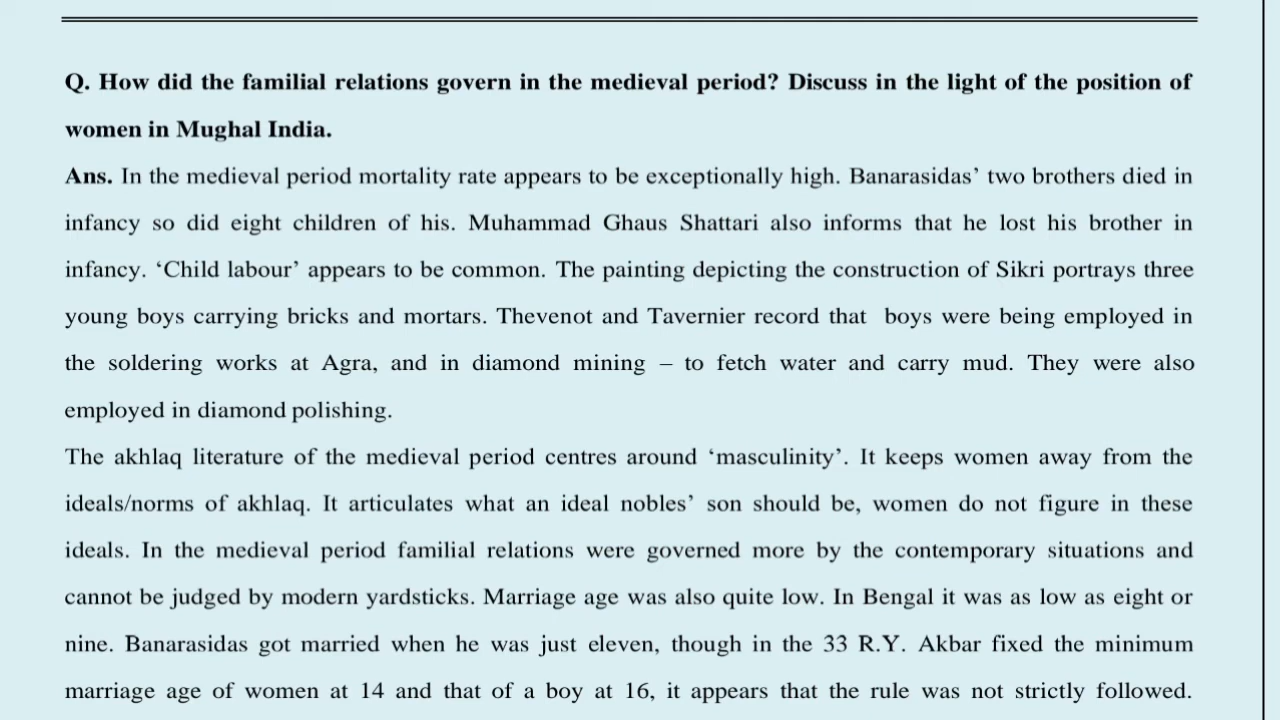 Q. How did the familial relations govern in the medieval period? Discuss in the light of the position of
women in Mughal India.
Ans. In the medieval period mortality rate appears to be exceptionally high. Banarasidas’ two brothers died in
infancy so did eight children of his. Muhammad Ghaus Shattari also informs that he lost his brother in
infancy. ‘Child labour’ appears to be common. The painting depicting the construction of Sikri portrays three
young boys carrying bricks and mortars. Thevenot and Tavernier record that boys were being employed in
the soldering works at Agra, and in diamond mining – to fetch water and carry mud. They were also
employed in diamond polishing.
The akhlaq literature of the medieval period centres around ‘masculinity’. It keeps women away from the
ideals/norms of akhlaq. It articulates what an ideal nobles’ son should be, women do not figure in these
ideals. In the medieval period familial relations were governed more by the contemporary situations and
cannot be judged by modern yardsticks. Marriage age was also quite low. In Bengal it was as low as eight or
nine. Banarasidas got married when he was just eleven, though in the 33 R.Y. Akbar fixed the minimum
marriage age of women at 14 and that of a boy at 16, it appears that the rule was not strictly followed.